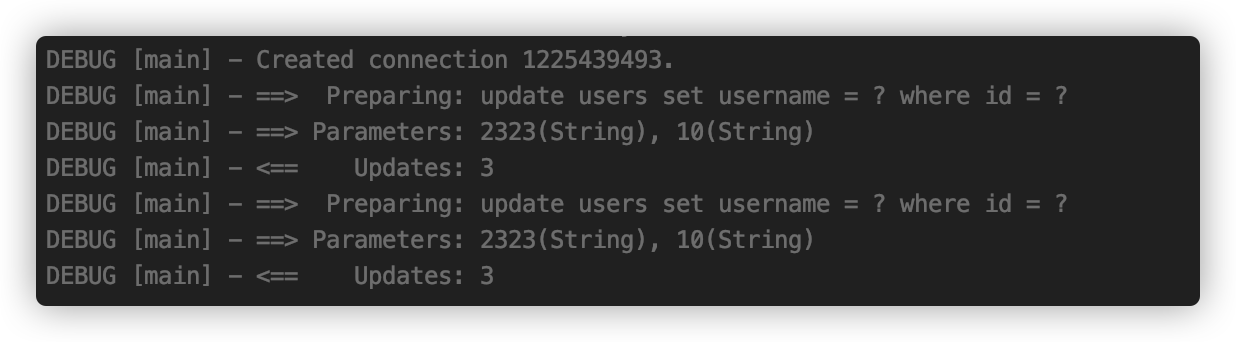 DEBUG [main] - Created connection 1225439493.
DEBUG [main] - ==>  Preparing: update users set username = ? where id = ?
DEBUG [main] - ==> Parameters: 2323(String), 10(String)
DEBUG [main] - <==    Updates: 3
DEBUG [main] - ==>  Preparing: update users set username = ? where id = ?
DEBUG [main] - ==> Parameters: 2323(String), 10(String)
DEBUG [main] - <==    Updates: 3